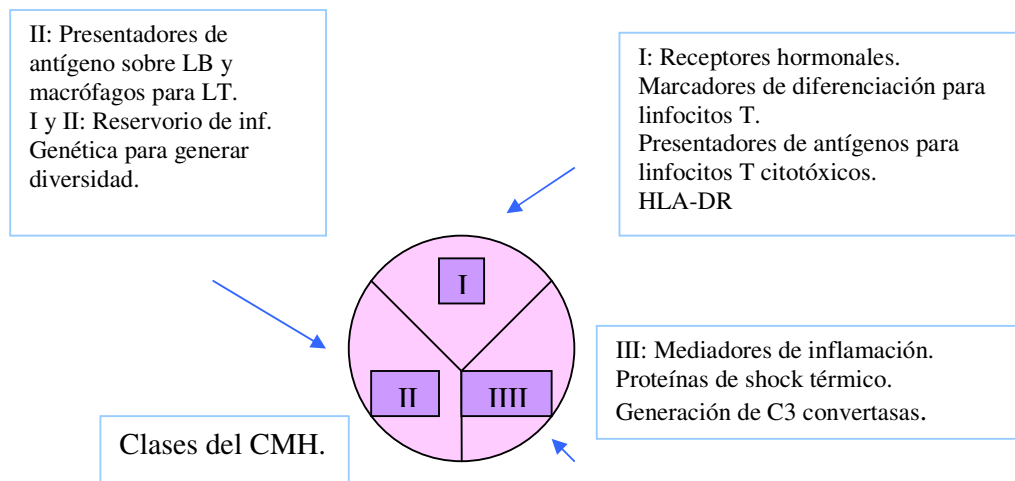 II: Presentadores de
antígeno sobre LB y
macrófagos para LT.
I y II: Reservorio de inf.
Genética para generar
diversidad.
I: Receptores hormonales.
Marcadores de diferenciación para
linfocitos T.
Presentadores de antígenos para
linfocitos T citotóxicos.
HLA-DR
I
II
IIII
III: Mediadores de inflamación.
Proteínas de shock térmico.
Generación de C3 convertasas.
Clases del CMH.